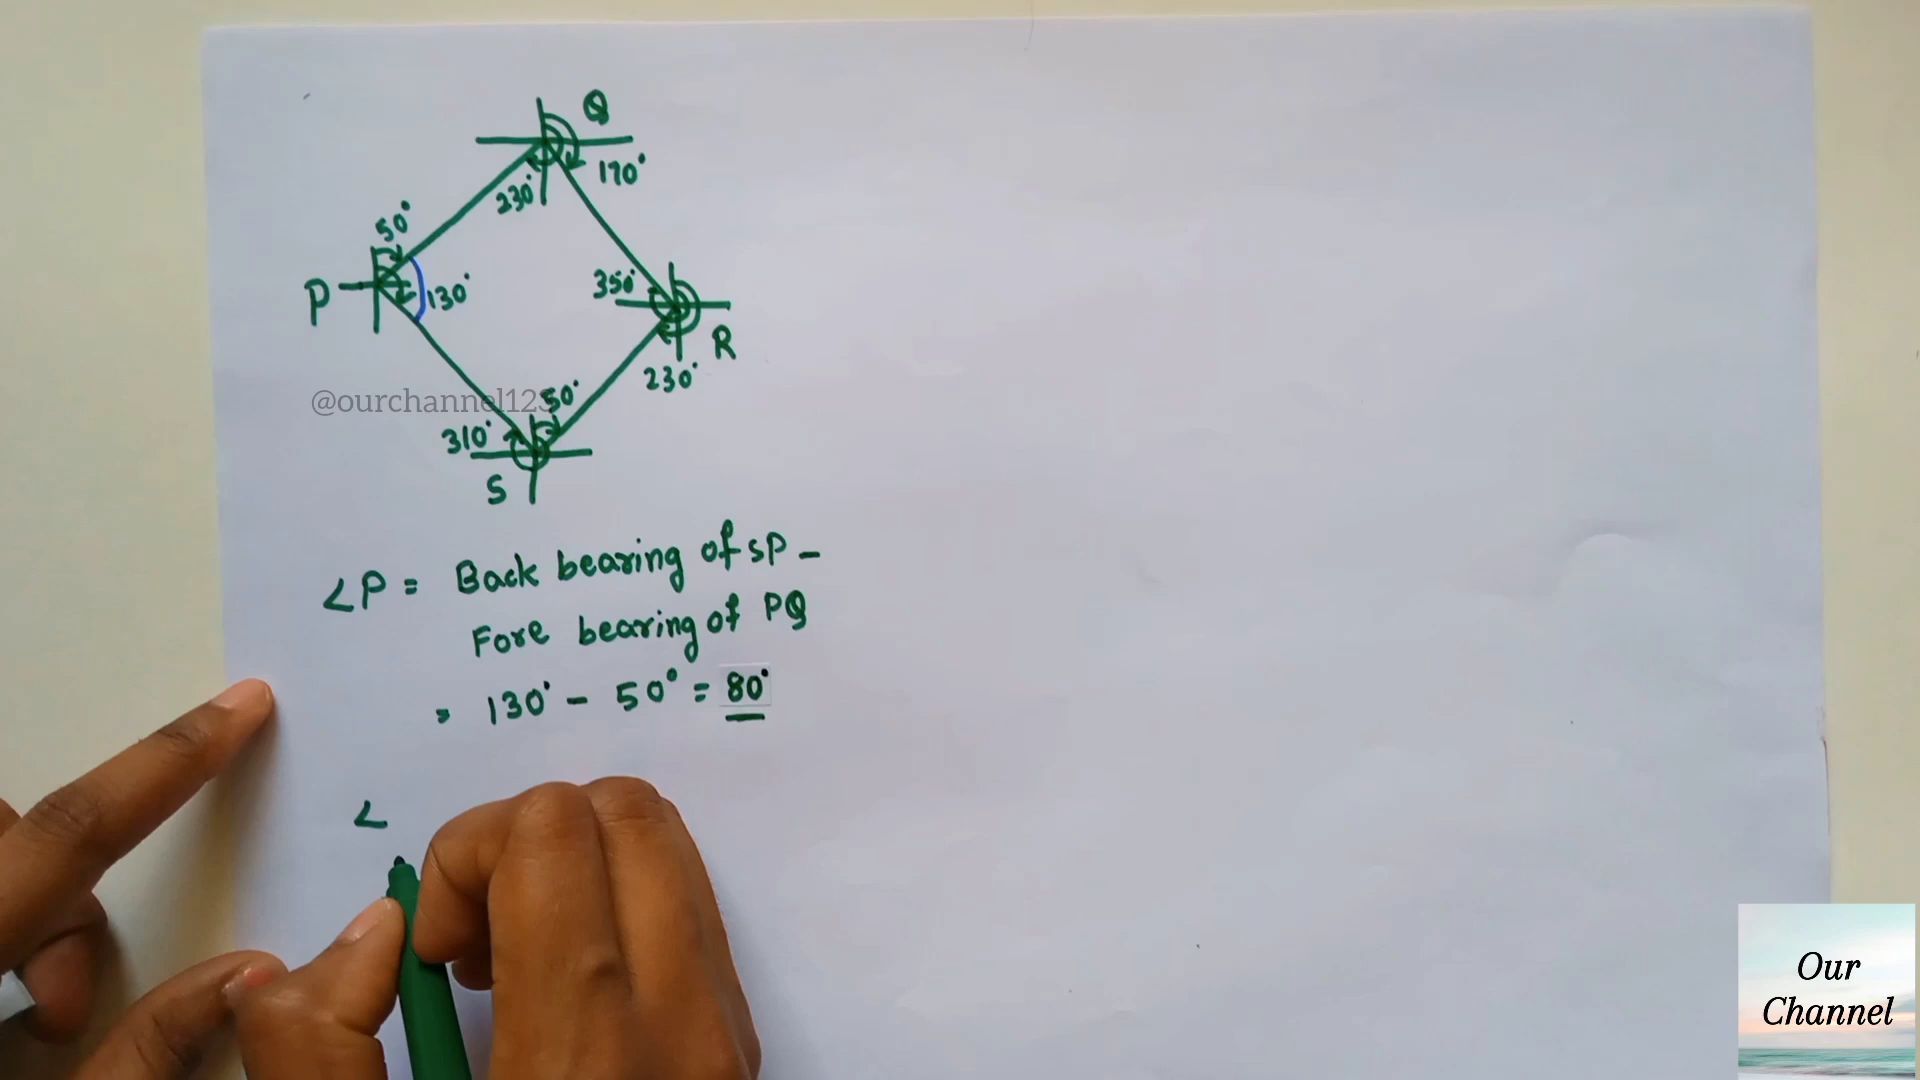 Q
170°
230°
50°
P
130°
350°
R
230°
@ourchannel123
50°
310°
S
∠P = Back bearing of SP -
Fore bearing of PQ
= 130° - 50° = 80°
∠
Our
Channel